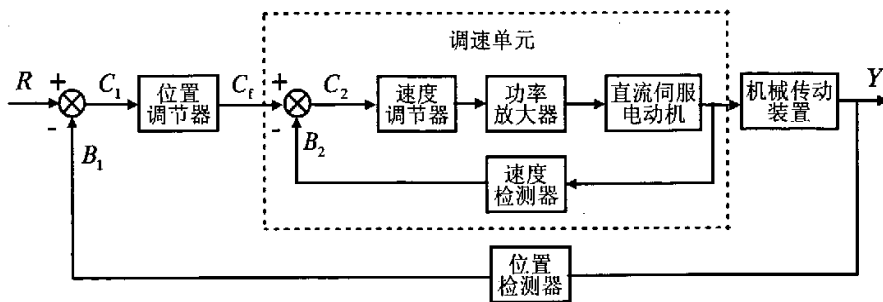 调速单元
R
+
-
C₁
位置
调节器
C_f
+
-
C₂
速度
调节器
功率
放大器
直流伺服
电动机
机械传动
装置
Y
B₁
B₂
速度
检测器
位置
检测器